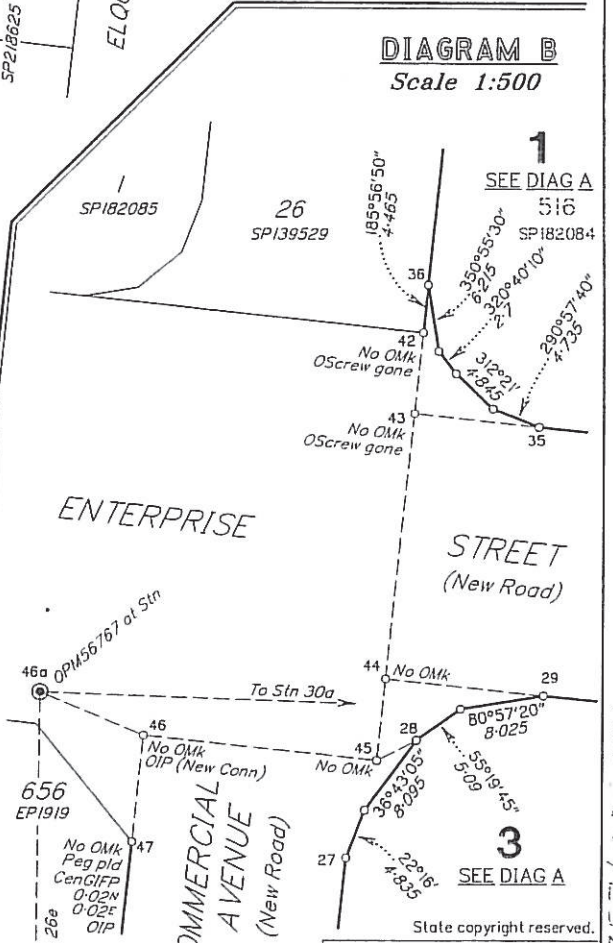 SP218625
DIAGRAM B
Scale 1:500
1
SEE DIAG A
516
SP182084
1
SP182085
26
SP139529
185°56'50"
4·465
350°55'30"
6·215
320°40'10"
2·7
290°57'40"
4·735
312°21'
4·845
36
42
No OMk
OScrew gone
43
No OMk
OScrew gone
35
ENTERPRISE
STREET
(New Road)
OPM56767 at Stn
46a
To Stn 30a
44
No OMk
29
46
No OMk
OIP (New Conn)
45
No OMk
28
80°57'20"
8·025
55°19'45"
5·09
36°43'05"
8·095
22°16'
4·835
27
656
EP1919
47
No OMk
Peg pld
CenGIFP
0·02N
0·02E
OIP
26e
AVENUE
(New Road)
3
SEE DIAG A
State copyright reserved.